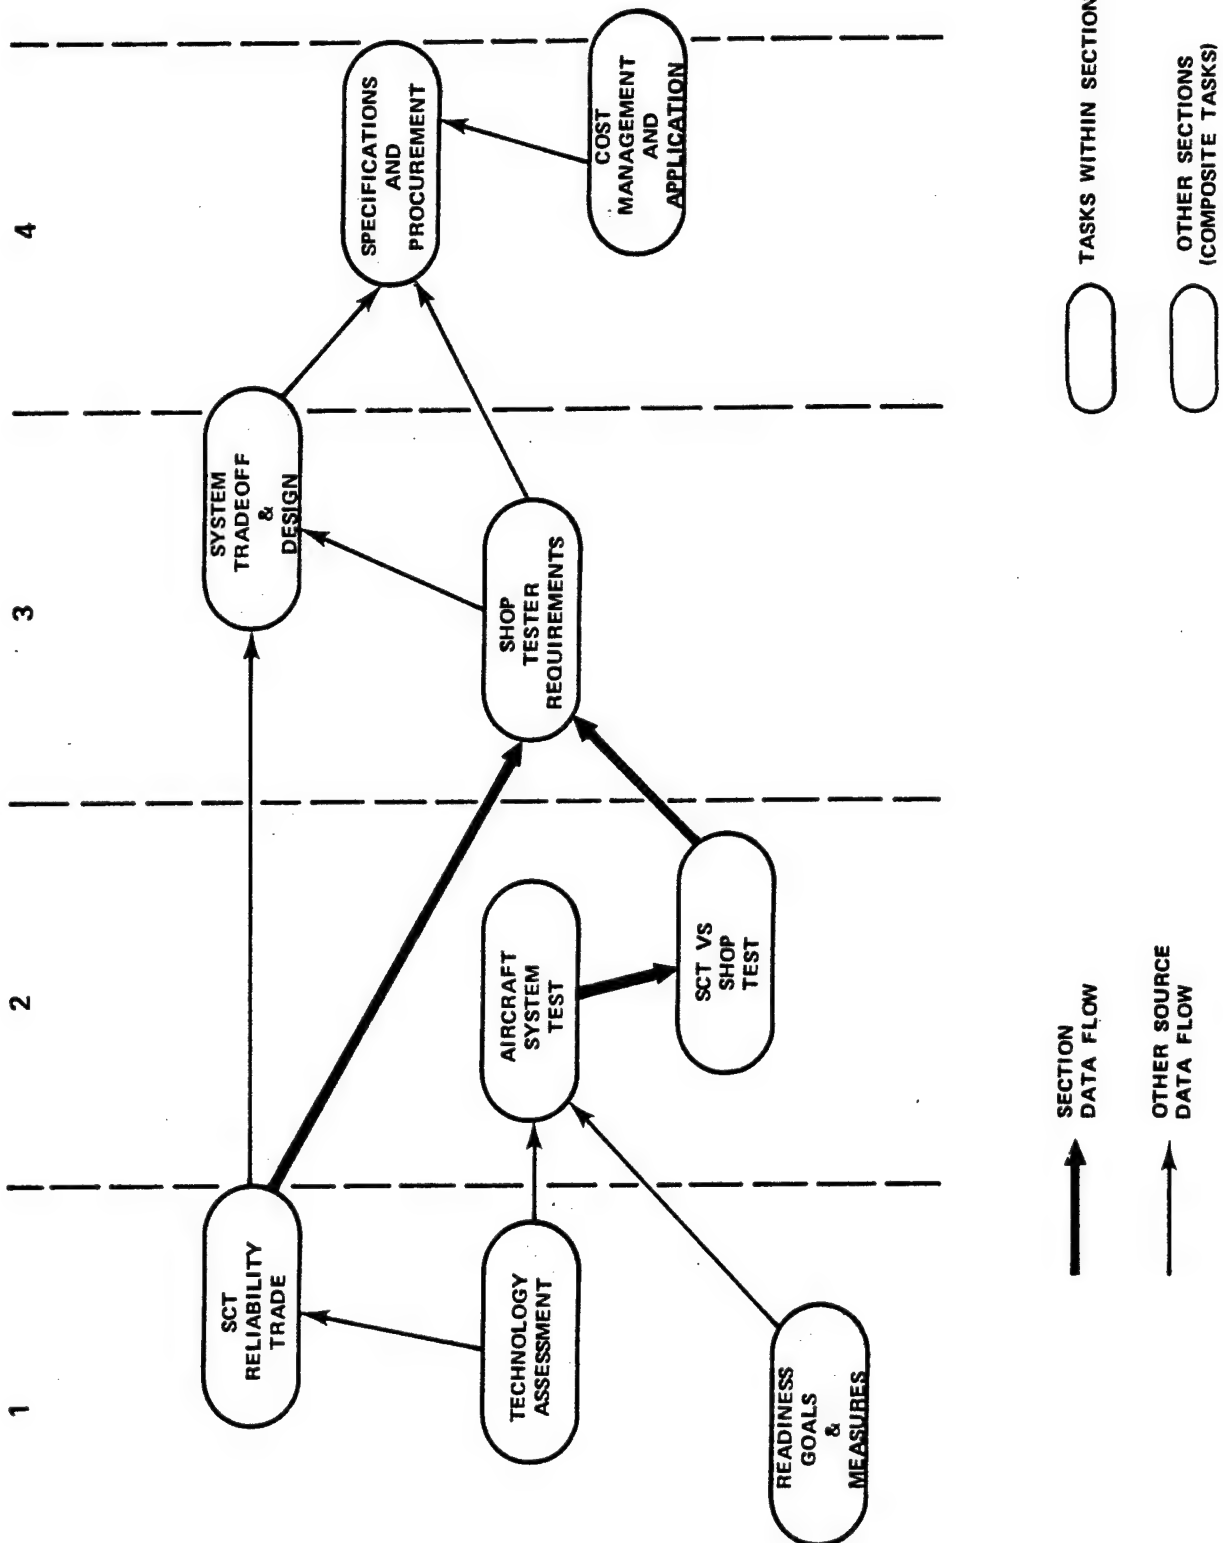 1
2
3
4
SCT
RELIABILITY
TRADE
SYSTEM
TRADEOFF
&
DESIGN
SPECIFICATIONS
AND
PROCUREMENT
TECHNOLOGY
ASSESSMENT
AIRCRAFT
SYSTEM
TEST
SHOP
TESTER
REQUIREMENTS
COST
MANAGEMENT
AND
APPLICATION
SCT VS
SHOP
TEST
READINESS
GOALS
&
MEASURES
SECTION
DATA FLOW
TASKS WITHIN SECTION
OTHER SOURCE
DATA FLOW
OTHER SECTIONS
(COMPOSITE TASKS)